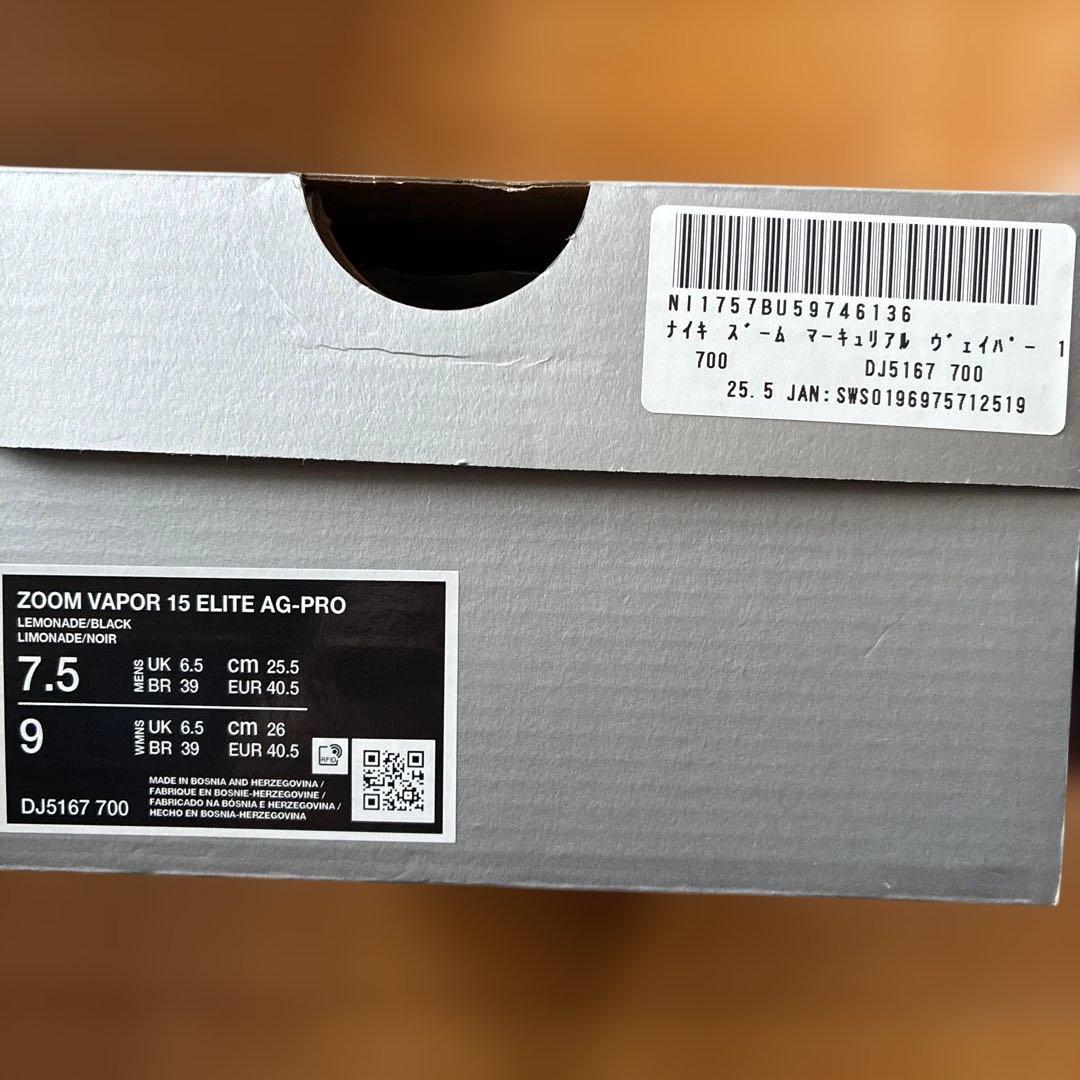 NI1757BU59746136
ナイキ ズーム マーキュリアル ヴェイパー 1
700 DJ5167 700
25.5 JAN:SWS0196975712519
ZOOM VAPOR 15 ELITE AG-PRO
LEMONADE/BLACK
LIMONADE/NOIR
7.5 MENS UK 6.5 cm 25.5
BR 39 EUR 40.5
9 WMNS UK 6.5 cm 26
BR 39 EUR 40.5
RFID
MADE IN BOSNIA AND HERZEGOVINA /
FABRIQUE EN BOSNIE-HERZEGOVINE /
FABRICADO NA BÓSNIA E HERZEGOVINA /
HECHO EN BOSNIA-HERZEGOVINA
DJ5167 700